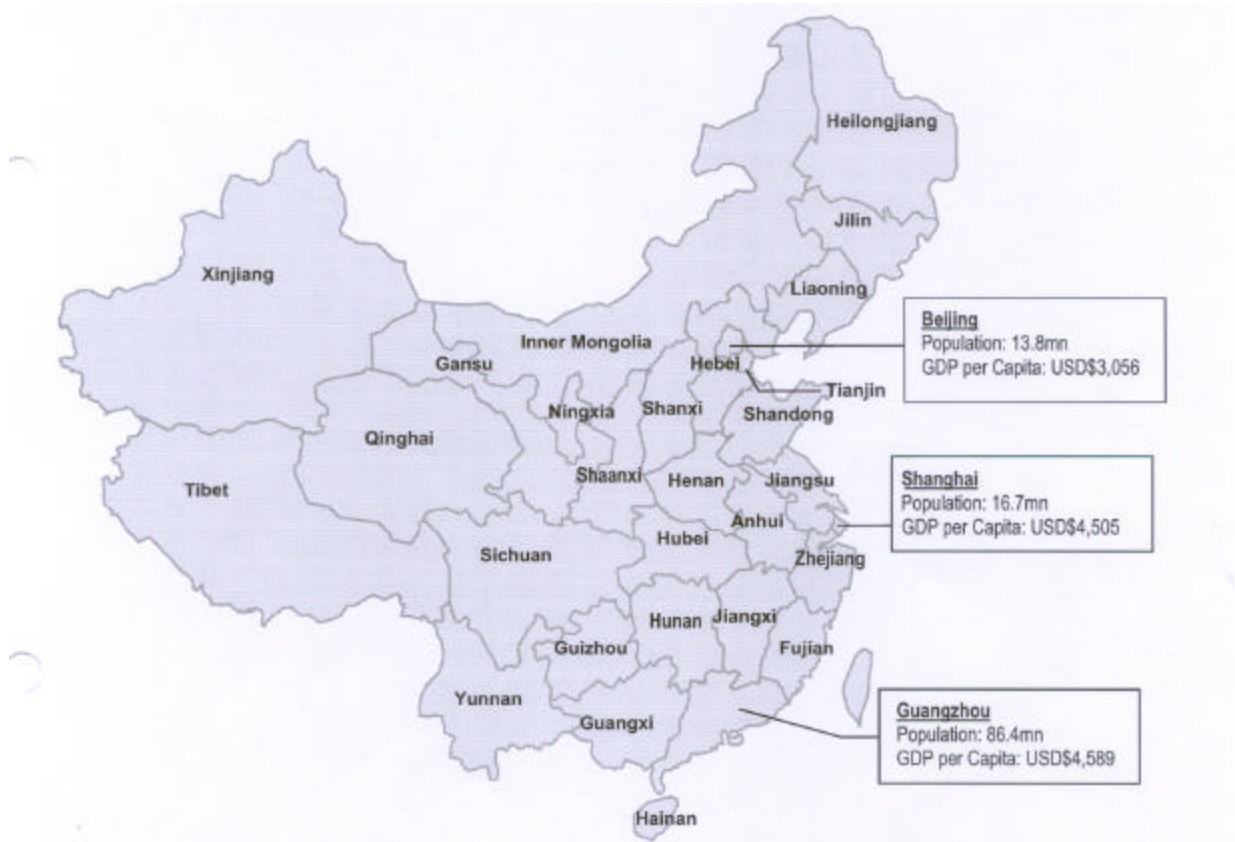 Heilongjiang
Jilin
Xinjiang
Liaoning
Beijing
Population: 13.8mn
GDP per Capita: USD$3,056
Inner Mongolia
Gansu
Hebei
Tianjin
Ningxia
Shanxi
Shandong
Qinghai
Shaanxi
Henan
Jiangsu
Tibet
Shanghai
Population: 16.7mn
GDP per Capita: USD$4,505
Anhui
Hubei
Sichuan
Zhejiang
Hunan
Jiangxi
Guizhou
Fujian
Yunnan
Guangxi
Guangzhou
Population: 86.4mn
GDP per Capita: USD$4,589
Hainan